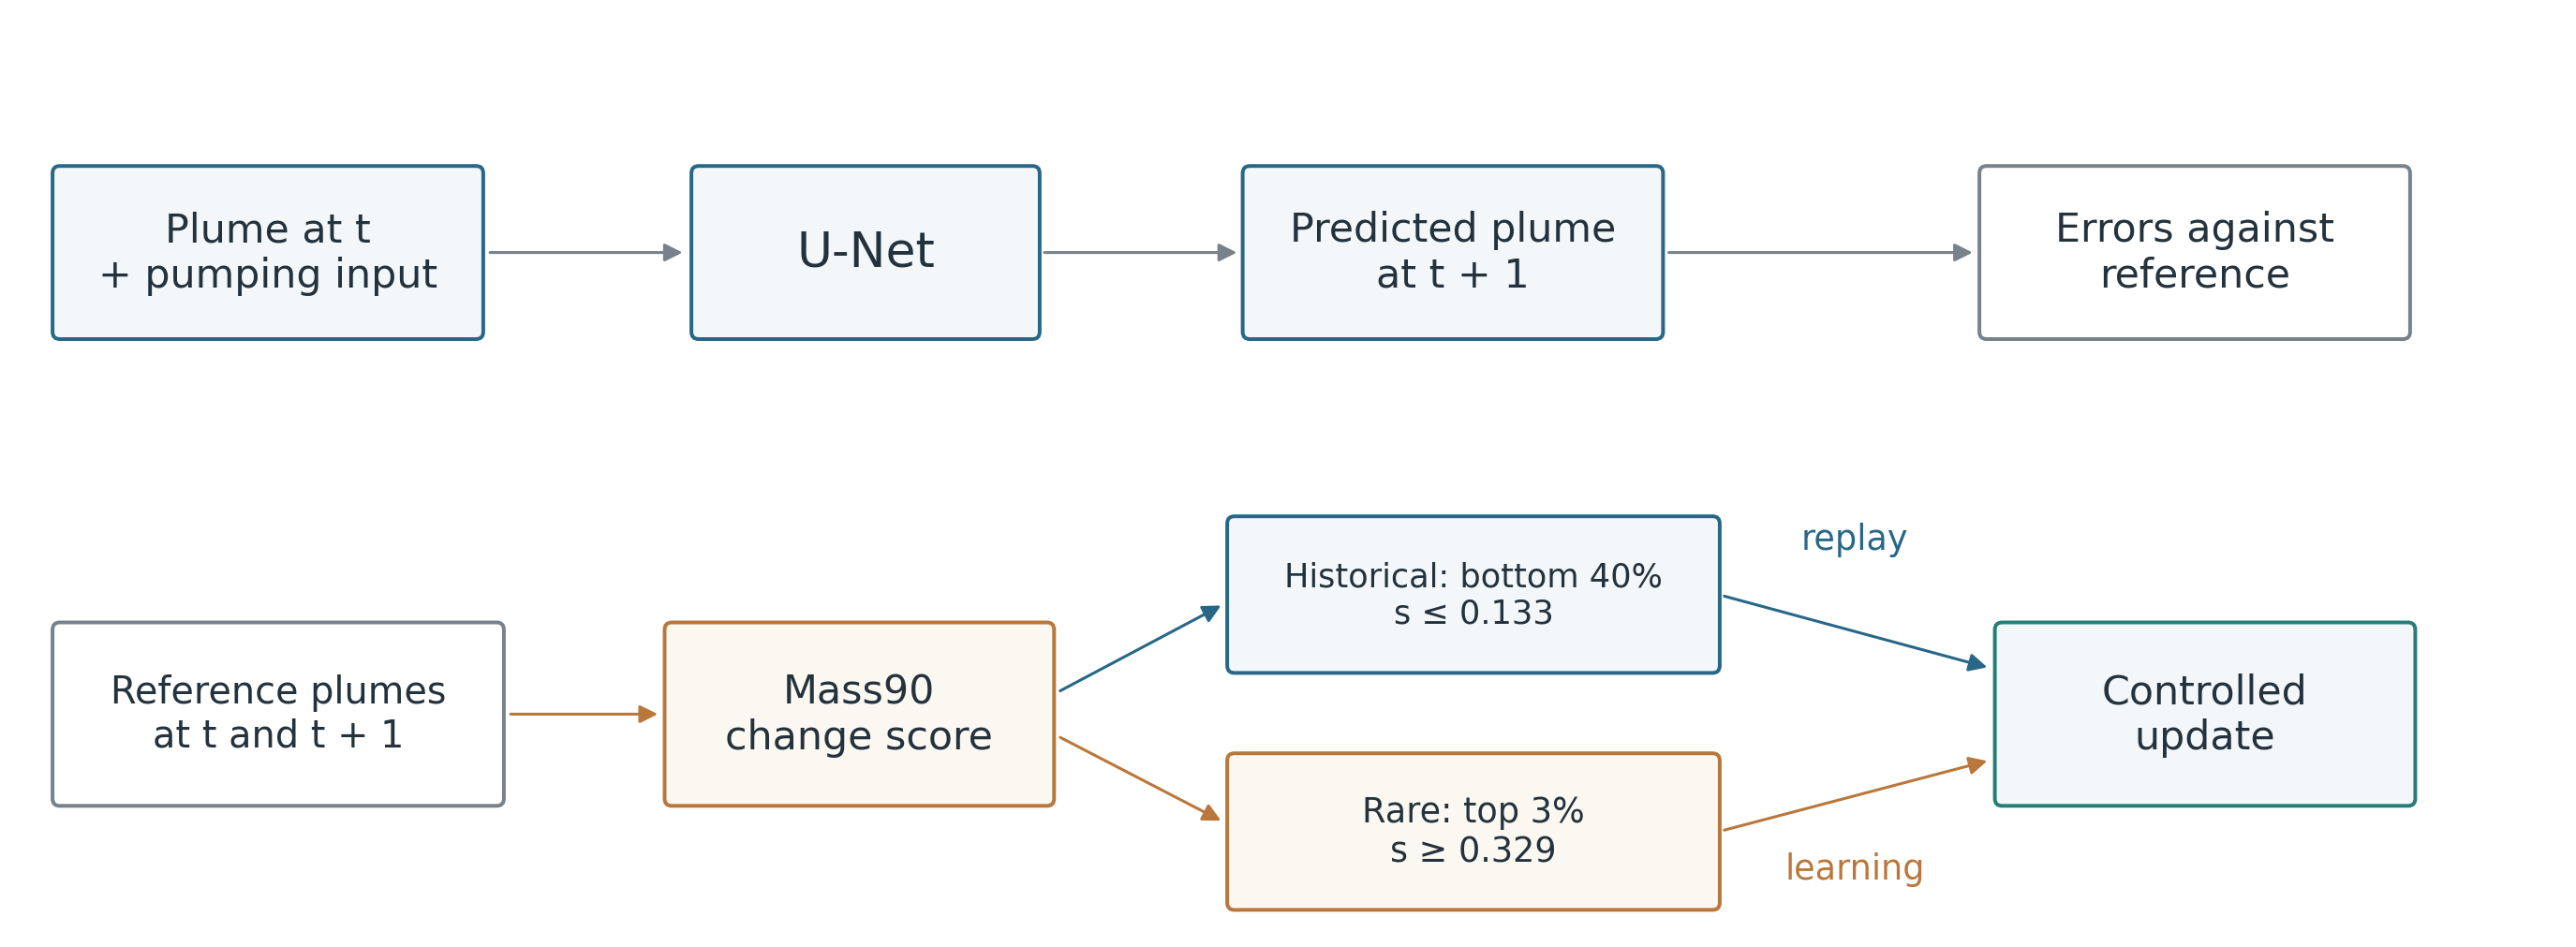 Plume at t
+ pumping input
U-Net
Predicted plume
at t + 1
Errors against
reference
Reference plumes
at t and t + 1
Mass90
change score
Historical: bottom 40%
s ≤ 0.133
Rare: top 3%
s ≥ 0.329
replay
learning
Controlled
update